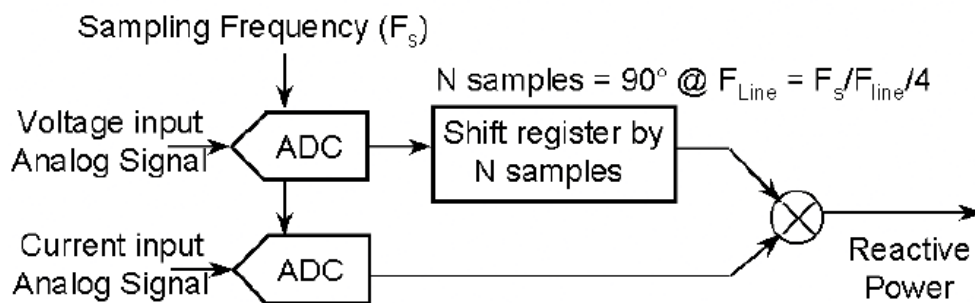 Sampling Frequency (Fs)
N samples = 90° @ FLine = Fs/Fline/4
Voltage input
Analog Signal
ADC
Shift register by
N samples
Current input
Analog Signal
ADC
Reactive
Power